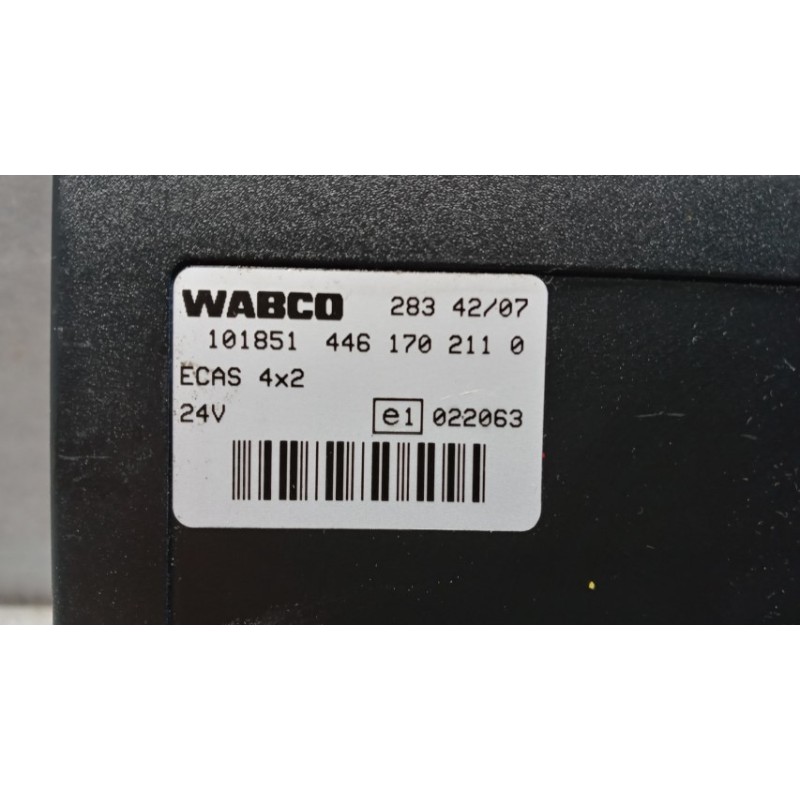 WABCO 283 42/07
101851 446 170 211 0
ECAS 4x2
24V e1 022063